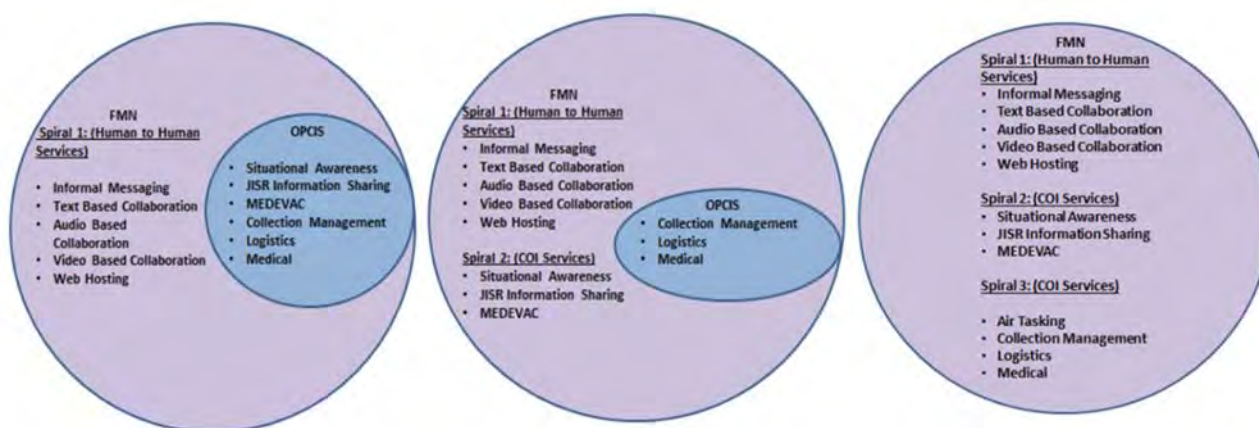 FMN
Spiral 1: (Human to Human
Services)
• Informal Messaging
• Text Based Collaboration
• Audio Based
Collaboration
• Video Based Collaboration
• Web Hosting
OPCIS
• Situational Awareness
• JISR Information Sharing
• MEDEVAC
• Collection Management
• Logistics
• Medical
FMN
Spiral 1: (Human to Human
Services)
• Informal Messaging
• Text Based Collaboration
• Audio Based Collaboration
• Video Based Collaboration
• Web Hosting
Spiral 2: (COI Services)
• Situational Awareness
• JISR Information Sharing
• MEDEVAC
OPCIS
• Collection Management
• Logistics
• Medical
FMN
Spiral 1: (Human to Human
Services)
• Informal Messaging
• Text Based Collaboration
• Audio Based Collaboration
• Video Based Collaboration
• Web Hosting
Spiral 2: (COI Services)
• Situational Awareness
• JISR Information Sharing
• MEDEVAC
Spiral 3: (COI Services)
• Air Tasking
• Collection Management
• Logistics
• Medical